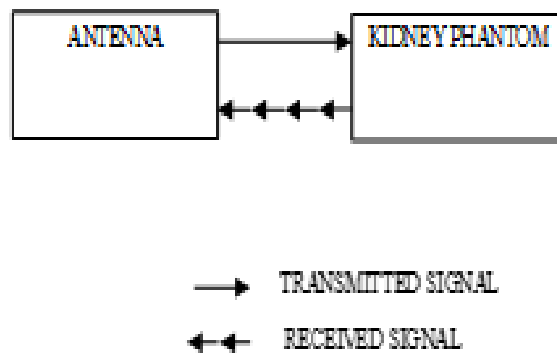 ANTENNA
KIDNEY PHANTOM
TRANSMITTED SIGNAL
RECEIVED SIGNAL